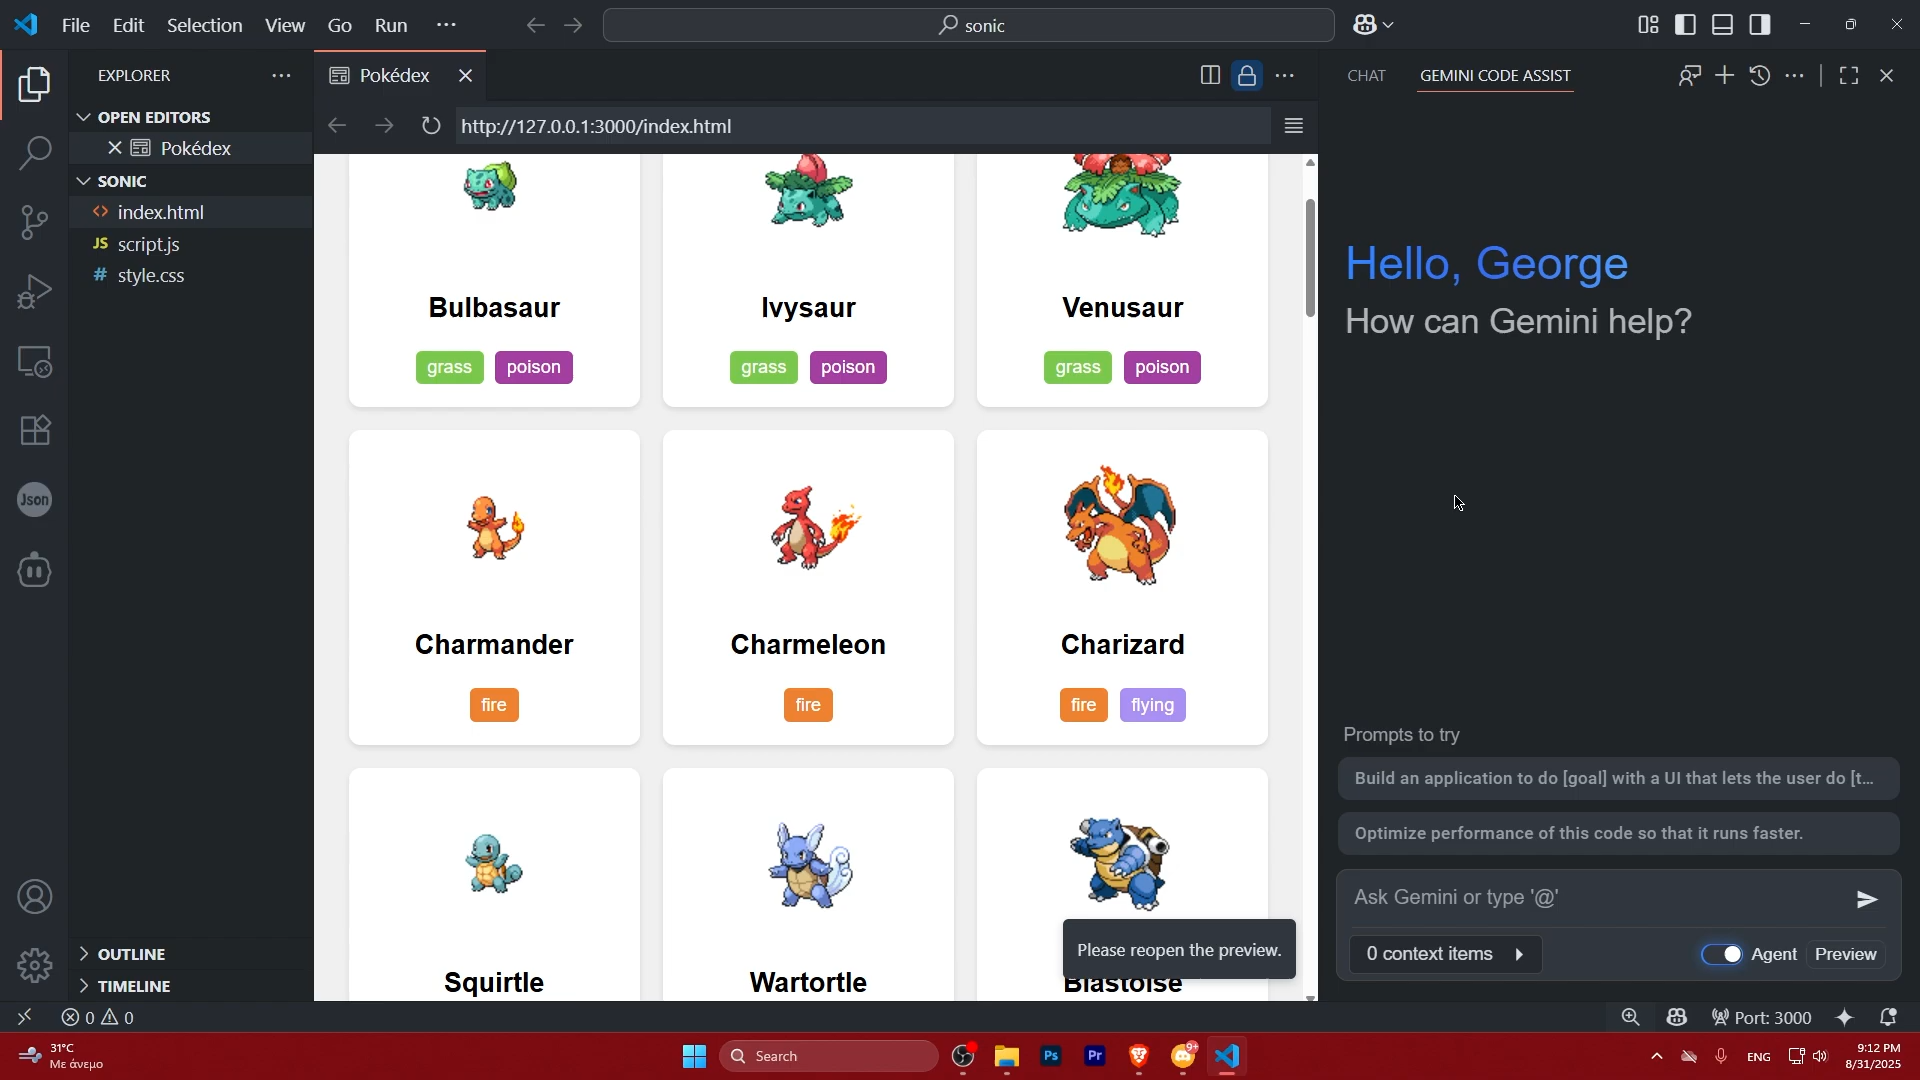 File Edit Selection View Go Run ···
sonic
EXPLORER
OPEN EDITORS
Pokédex
SONIC
<> index.html
JS script.js
# style.css
OUTLINE
TIMELINE
Json
Pokédex
http://127.0.0.1:3000/index.html
Bulbasaur
grass poison
Ivysaur
grass poison
Venusaur
grass poison
Charmander
fire
Charmeleon
fire
Charizard
fire flying
Squirtle
Wartortle
Blastoise
Please reopen the preview.
CHAT GEMINI CODE ASSIST
Hello, George
How can Gemini help?
Prompts to try
Build an application to do [goal] with a UI that lets the user do [t...
Optimize performance of this code so that it runs faster.
Ask Gemini or type '@'
0 context items
Agent Preview
0 0
Port: 3000
31°C
Με άνεμο
Search
Ps
Pr
9+
ENG
9:12 PM
8/31/2025